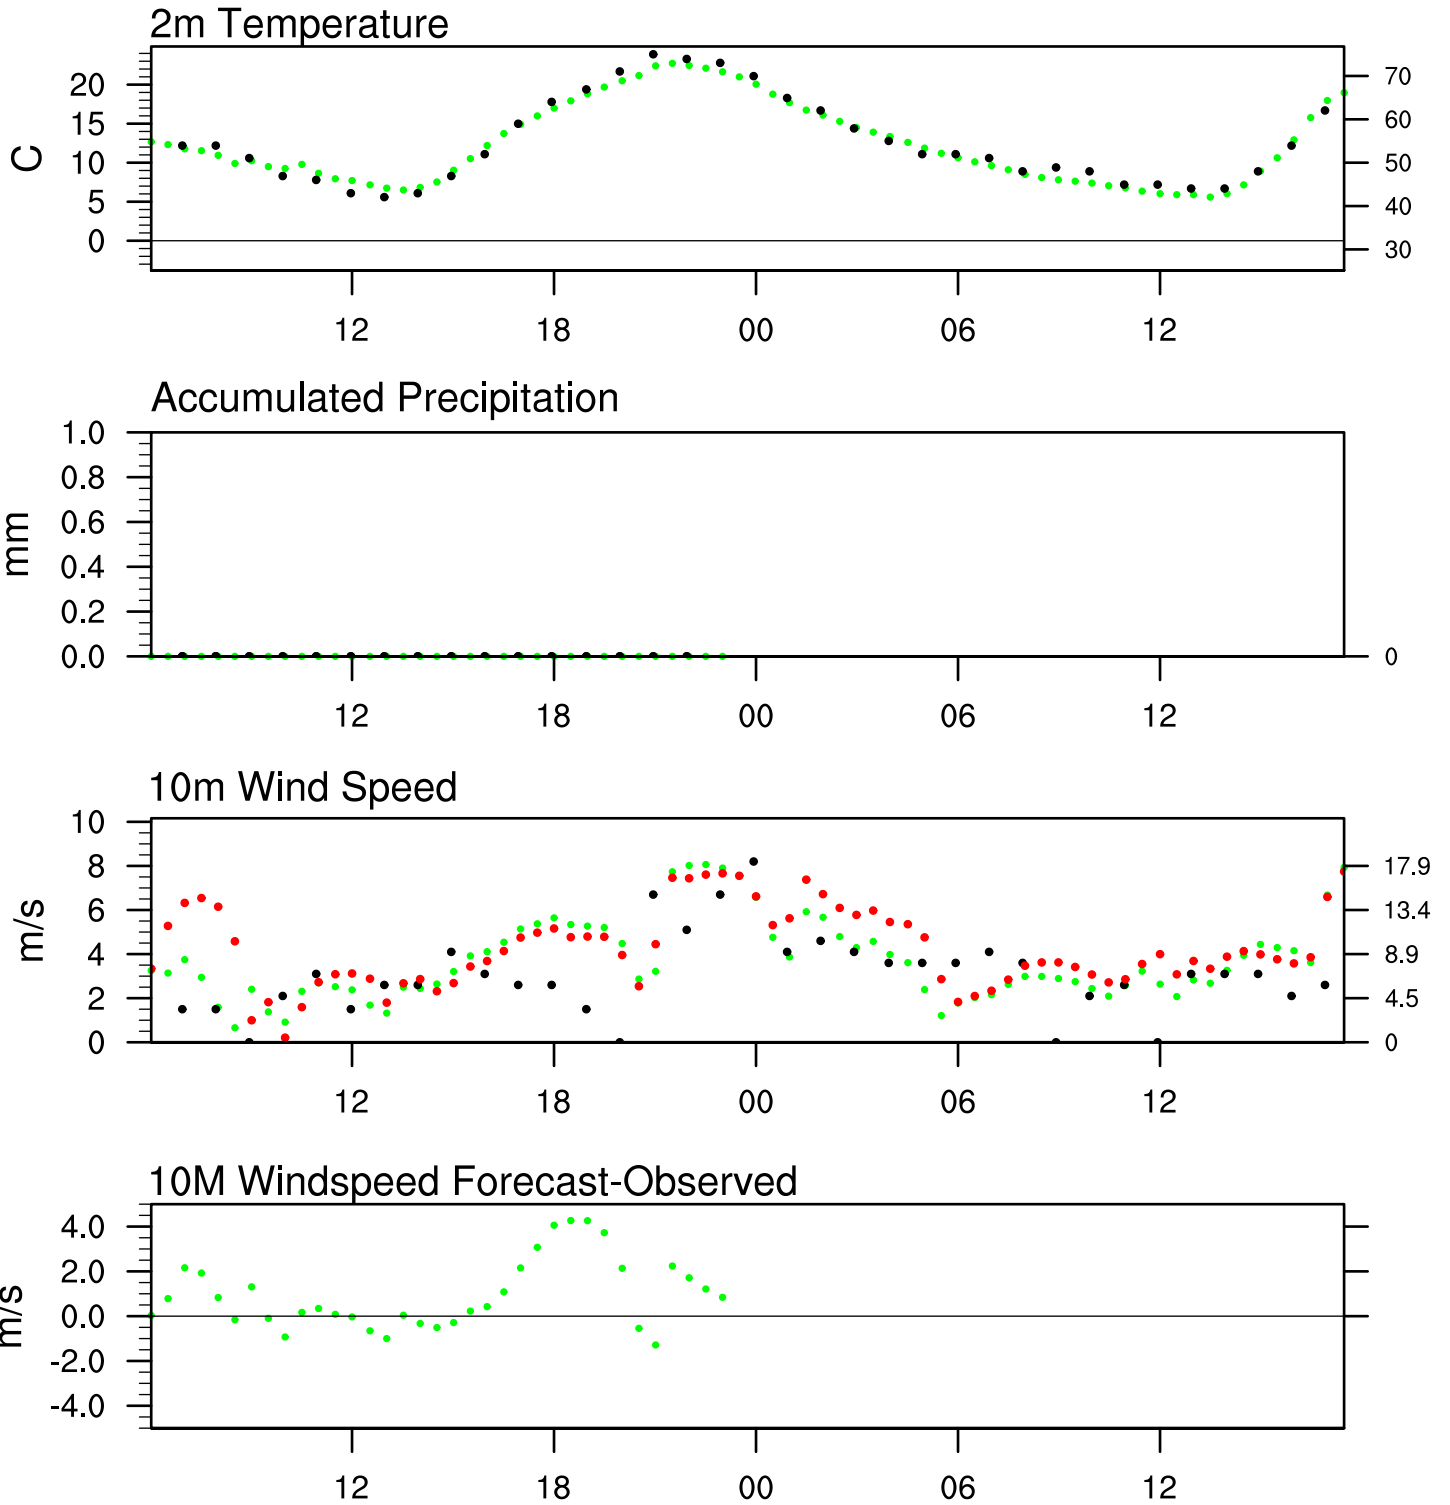 2m Temperature
C
20
15
10
5
0
70
60
50
40
30
12 18 00 06 12
Accumulated Precipitation
mm
1.0
0.8
0.6
0.4
0.2
0.0
0
12 18 00 06 12
10m Wind Speed
m/s
10
8
6
4
2
0
17.9
13.4
8.9
4.5
0
12 18 00 06 12
10M Windspeed Forecast-Observed
m/s
4.0
2.0
0.0
-2.0
-4.0
12 18 00 06 12